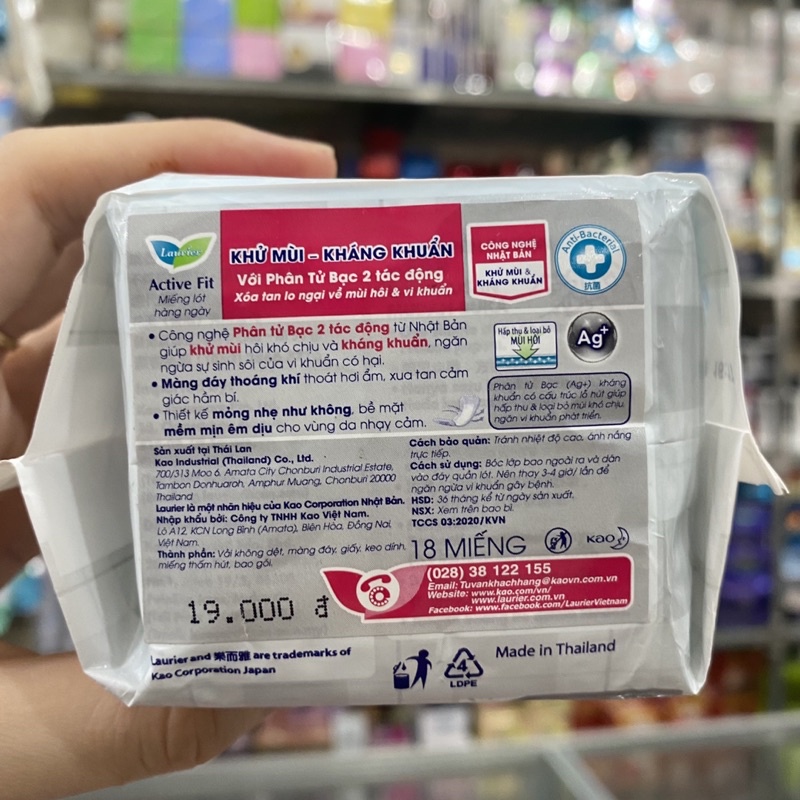 Laurier
Active Fit
Miếng lót
hàng ngày
KHỬ MÙI - KHÁNG KHUẨN
Với Phân Tử Bạc 2 tác động
Xóa tan lo ngại về mùi hôi & vi khuẩn
CÔNG NGHỆ
NHẬT BẢN
KHỬ MÙI &
KHÁNG KHUẨN
Anti-Bacterial
抗菌
• Công nghệ Phân tử Bạc 2 tác động từ Nhật Bản
giúp khử mùi hôi khó chịu và kháng khuẩn, ngăn
ngừa sự sinh sôi của vi khuẩn có hại.
• Màng đáy thoáng khí thoát hơi ẩm, xua tan cảm
giác hầm bí.
• Thiết kế mỏng nhẹ như không, bề mặt
mềm mịn êm dịu cho vùng da nhạy cảm.
Hấp thụ & loại bỏ
MÙI HÔI
Ag+
Phân tử Bạc (Ag+) kháng
khuẩn có cấu trúc lỗ hút giúp
hấp thu & loại bỏ mùi khó chịu,
ngăn vi khuẩn phát triển.
Sản xuất tại Thái Lan
Kao Industrial (Thailand) Co., Ltd.
700/313 Moo 6, Amata City Chonburi Industrial Estate,
Tambon Donhuaroh, Amphur Muang, Chonburi 20000
Thailand
Laurier là một nhãn hiệu của Kao Corporation Nhật Bản.
Nhập khẩu bởi: Công ty TNHH Kao Việt Nam.
Lô A12, KCN Long Bình (Amata), Biên Hòa, Đồng Nai,
Việt Nam.
Thành phần: Vải không dệt, màng đáy, giấy, keo dính,
miếng thấm hút, bao gói.
Cách bảo quản: Tránh nhiệt độ cao, ánh nắng
trực tiếp.
Cách sử dụng: Bóc lớp bao ngoài ra và dán
vào đáy quần lót. Nên thay 3-4 giờ/ lần để
ngăn ngừa vi khuẩn gây bệnh.
HSD: 36 tháng kể từ ngày sản xuất.
NSX: Xem trên bao bì.
TCCS 03:2020/KVN
18 MIẾNG
Kao
(028) 38 122 155
Email: Tuvankhachhang@kaovn.com.vn
Website: www.kao.com/vn/
www.laurier.com.vn
Facebook: www.facebook.com/LaurierVietnam
19.000 đ
Laurier and 樂而雅 are trademarks of
Kao Corporation Japan
4
LDPE
Made in Thailand